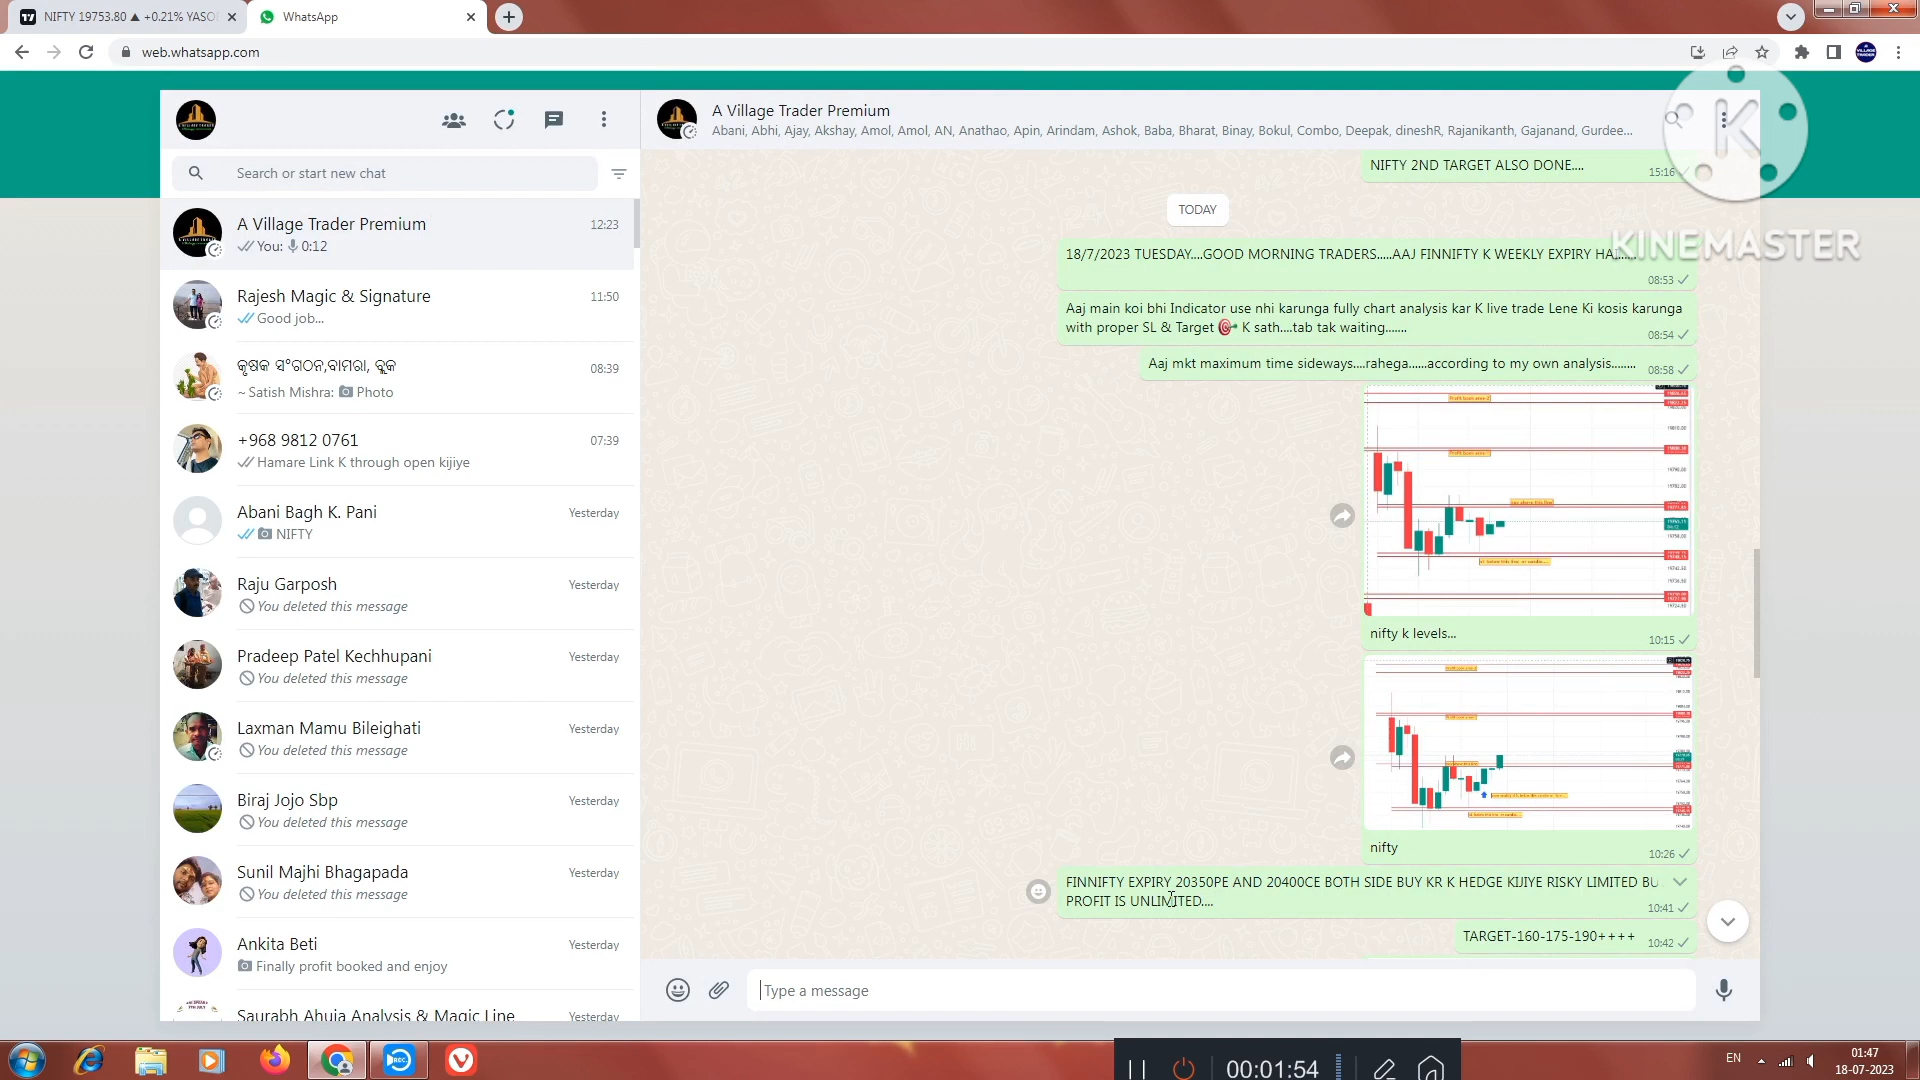 NIFTY 19753.80 ▲ +0.21% YASO
WhatsApp
web.whatsapp.com
A Village Trader Premium
Abani, Abhi, Ajay, Akshay, Amol, Amol, AN, Anathao, Apin, Arindam, Ashok, Baba, Bharat, Binay, Bokul, Combo, Deepak, dineshR, Rajanikanth, Gajanand, Gurdee...
Search or start new chat
A Village Trader Premium
12:23
You: 0:12
Rajesh Magic & Signature
11:50
Good job...
କୃଷକ ସଂଗଠନ,ବାମରା, ବ୍ଲକ
08:39
~ Satish Mishra: Photo
+968 9812 0761
07:39
Hamare Link K through open kijiye
Abani Bagh K. Pani
Yesterday
NIFTY
Raju Garposh
Yesterday
You deleted this message
Pradeep Patel Kechhupani
Yesterday
You deleted this message
Laxman Mamu Bileighati
Yesterday
You deleted this message
Biraj Jojo Sbp
Yesterday
You deleted this message
Sunil Majhi Bhagapada
Yesterday
You deleted this message
Ankita Beti
Yesterday
Finally profit booked and enjoy
Saurabh Ahuja Analysis & Magic Line
Yesterday
NIFTY 2ND TARGET ALSO DONE....
15:16
TODAY
18/7/2023 TUESDAY....GOOD MORNING TRADERS.....AAJ FINNIFTY K WEEKLY EXPIRY HAI......
08:53
Aaj main koi bhi Indicator use nhi karunga fully chart analysis kar K live trade Lene Ki kosis karunga
with proper SL & Target 🎯 K sath....tab tak waiting.......
08:54
Aaj mkt maximum time sideways....rahega......according to my own analysis........
08:58
nifty k levels...
10:15
nifty
10:26
FINNIFTY EXPIRY 20350PE AND 20400CE BOTH SIDE BUY KR K HEDGE KIJIYE RISKY LIMITED BU
PROFIT IS UNLIMITED....
10:41
TARGET-160-175-190++++
10:42
Type a message
K
KINEMASTER
REC
00:01:54
EN
01:47
18-07-2023